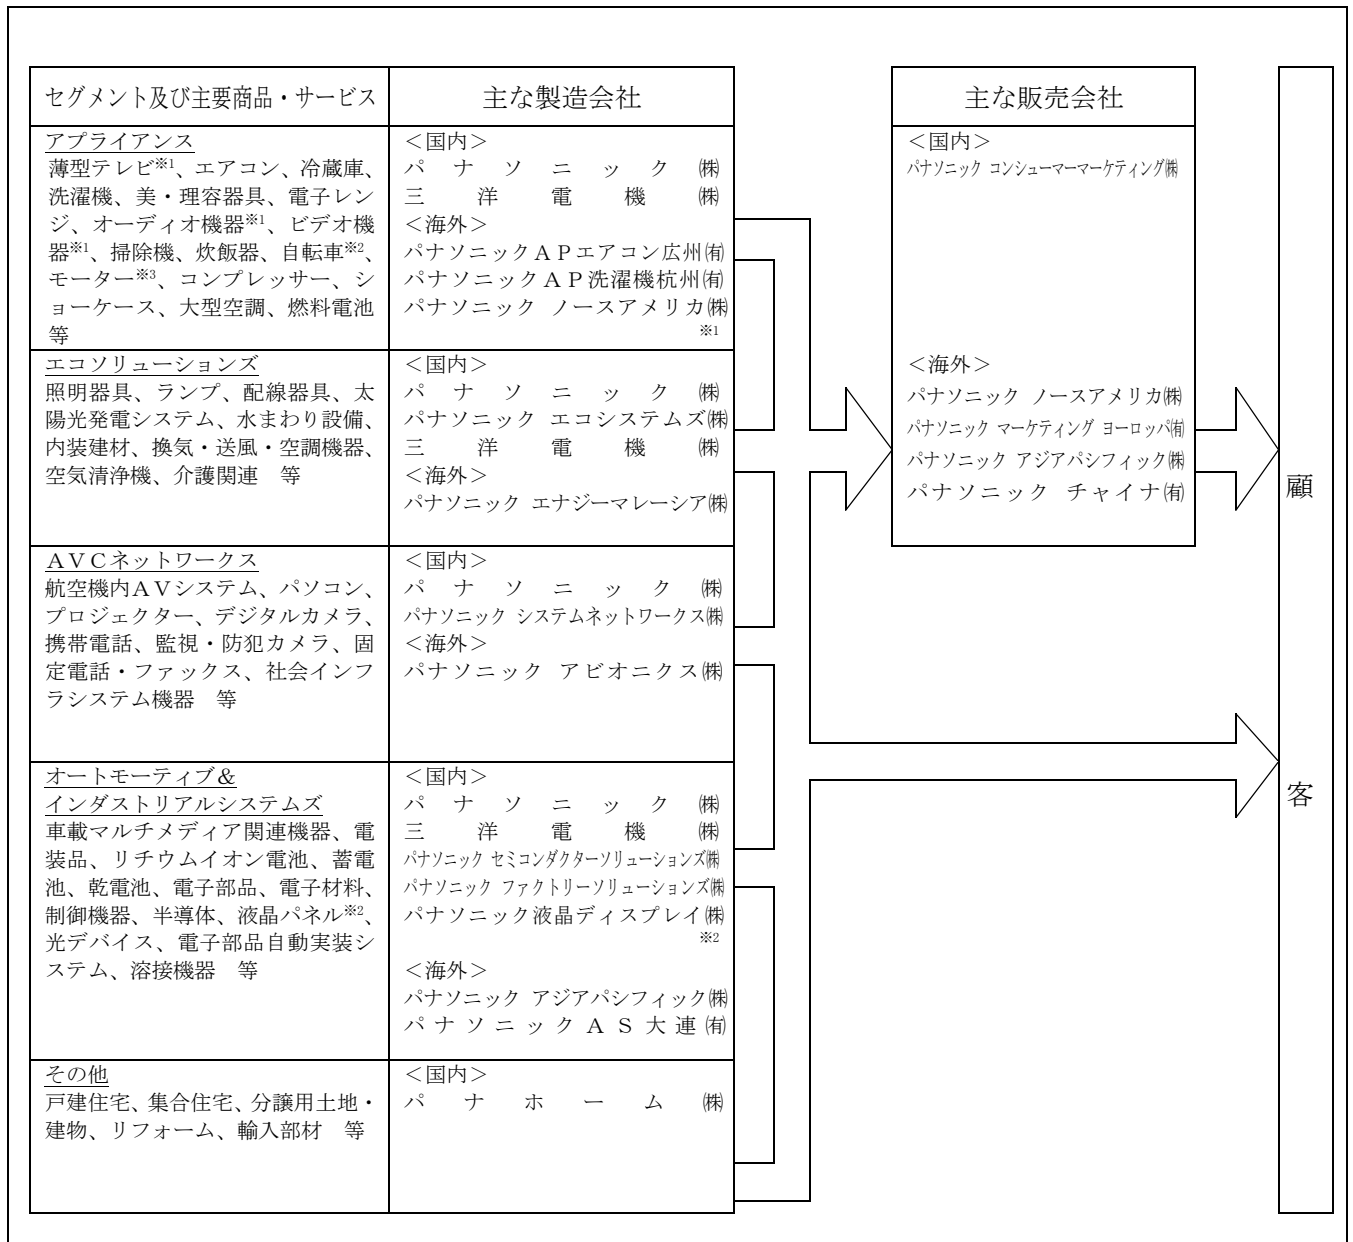 セグメント及び主要商品・サービス
主な製造会社
アプライアンス
薄型テレビ※1、エアコン、冷蔵庫、
洗濯機、美・理容器具、電子レン
ジ、オーディオ機器※1、ビデオ機
器※1、掃除機、炊飯器、自転車※2、
モーター※3、コンプレッサー、シ
ョーケース、大型空調、燃料電池
等
＜国内＞
パナソニック㈱
三洋電機㈱
＜海外＞
パナソニックＡＰエアコン広州㈲
パナソニックＡＰ洗濯機杭州㈲
パナソニック ノースアメリカ㈱
※1
エコソリューションズ
照明器具、ランプ、配線器具、太
陽光発電システム、水まわり設備、
内装建材、換気・送風・空調機器、
空気清浄機、介護関連　等
＜国内＞
パナソニック㈱
パナソニック エコシステムズ㈱
三洋電機㈱
＜海外＞
パナソニック エナジーマレーシア㈱
ＡＶＣネットワークス
航空機内ＡＶシステム、パソコン、
プロジェクター、デジタルカメラ、
携帯電話、監視・防犯カメラ、固
定電話・ファックス、社会インフ
ラシステム機器　等
＜国内＞
パナソニック㈱
パナソニック システムネットワークス㈱
＜海外＞
パナソニック アビオニクス㈱
オートモーティブ＆
インダストリアルシステムズ
車載マルチメディア関連機器、電
装品、リチウムイオン電池、蓄電
池、乾電池、電子部品、電子材料、
制御機器、半導体、液晶パネル※2、
光デバイス、電子部品自動実装シ
ステム、溶接機器　等
＜国内＞
パナソニック㈱
三洋電機㈱
パナソニック セミコンダクターソリューションズ㈱
パナソニック ファクトリーソリューションズ㈱
パナソニック液晶ディスプレイ㈱
※2
＜海外＞
パナソニック アジアパシフィック㈱
パナソニックＡＳ大連㈲
その他
戸建住宅、集合住宅、分譲用土地・
建物、リフォーム、輸入部材　等
＜国内＞
パナホーム㈱
主な販売会社
＜国内＞
パナソニック コンシューマーマーケティング㈱
＜海外＞
パナソニック ノースアメリカ㈱
パナソニック マーケティング ヨーロッパ㈲
パナソニック アジアパシフィック㈱
パナソニック チャイナ㈲
顧
客